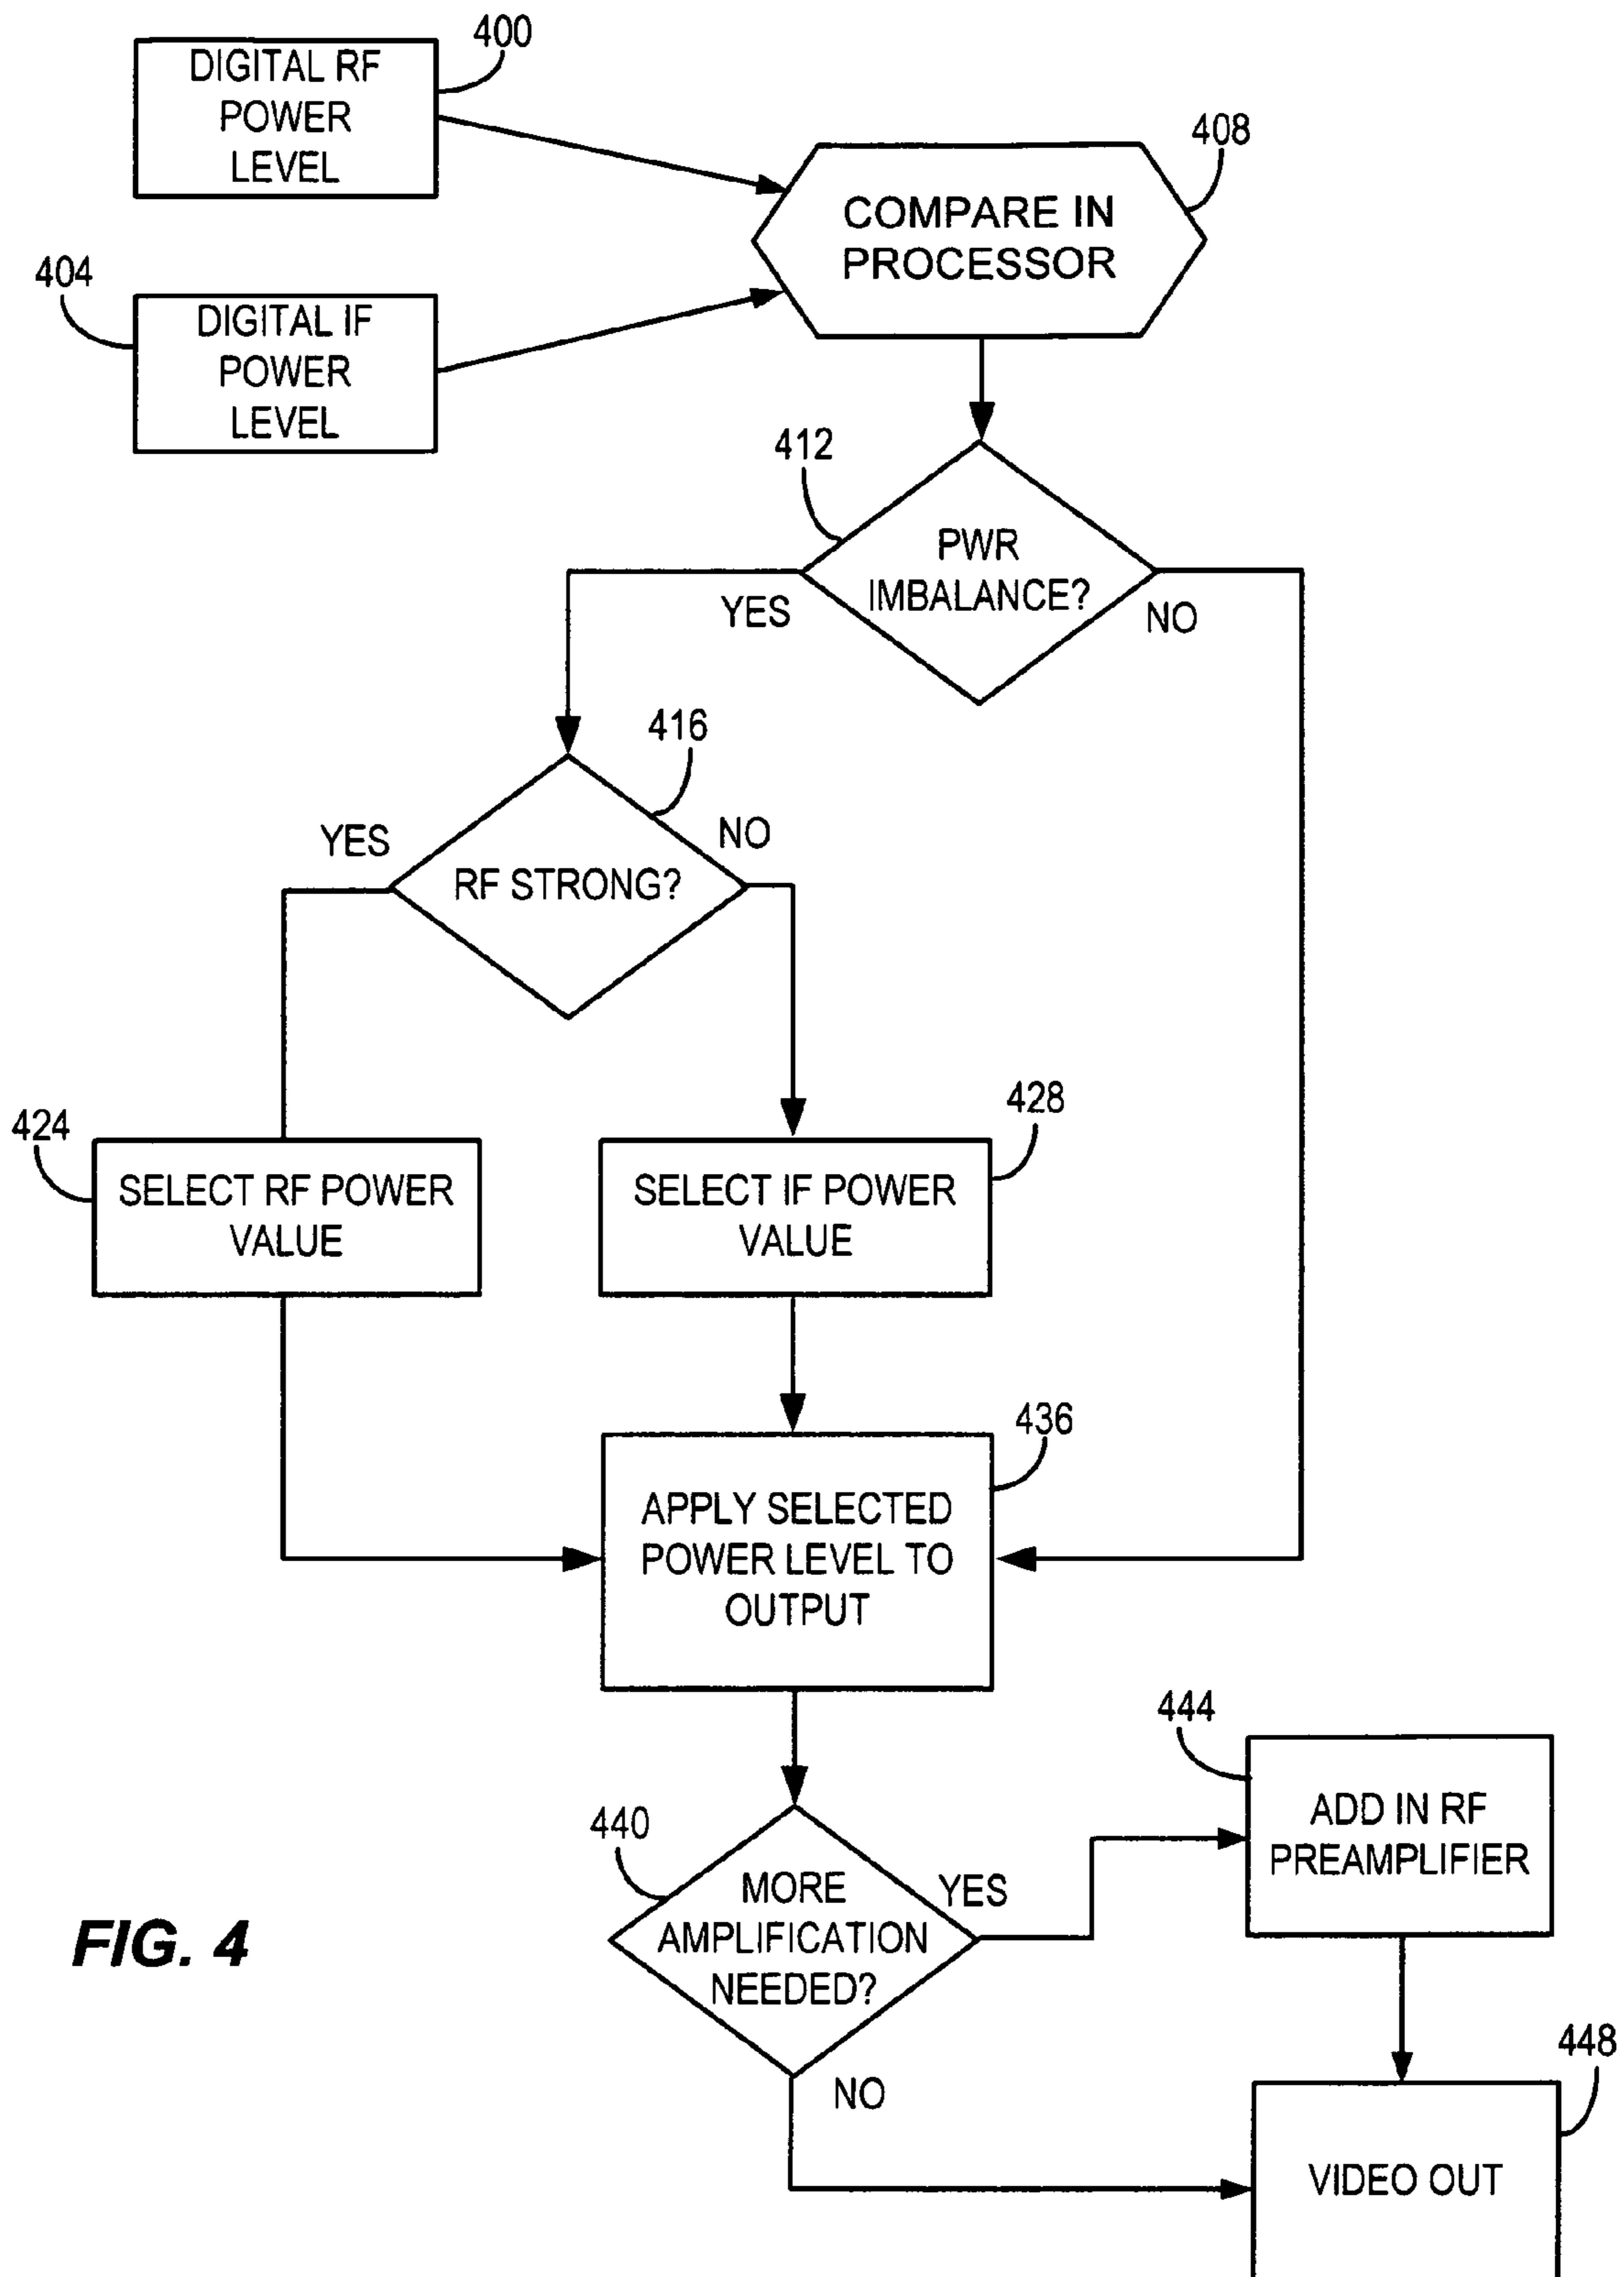 400
DIGITAL RF
POWER
LEVEL
408
COMPARE IN
PROCESSOR
404
DIGITAL IF
POWER
LEVEL
412
PWR
IMBALANCE?
YES
NO
416
YES
NO
RF STRONG?
424
SELECT RF POWER
VALUE
428
SELECT IF POWER
VALUE
436
APPLY SELECTED
POWER LEVEL TO
OUTPUT
444
ADD IN RF
PREAMPLIFIER
440
MORE
AMPLIFICATION
NEEDED?
YES
NO
FIG. 4
448
VIDEO OUT